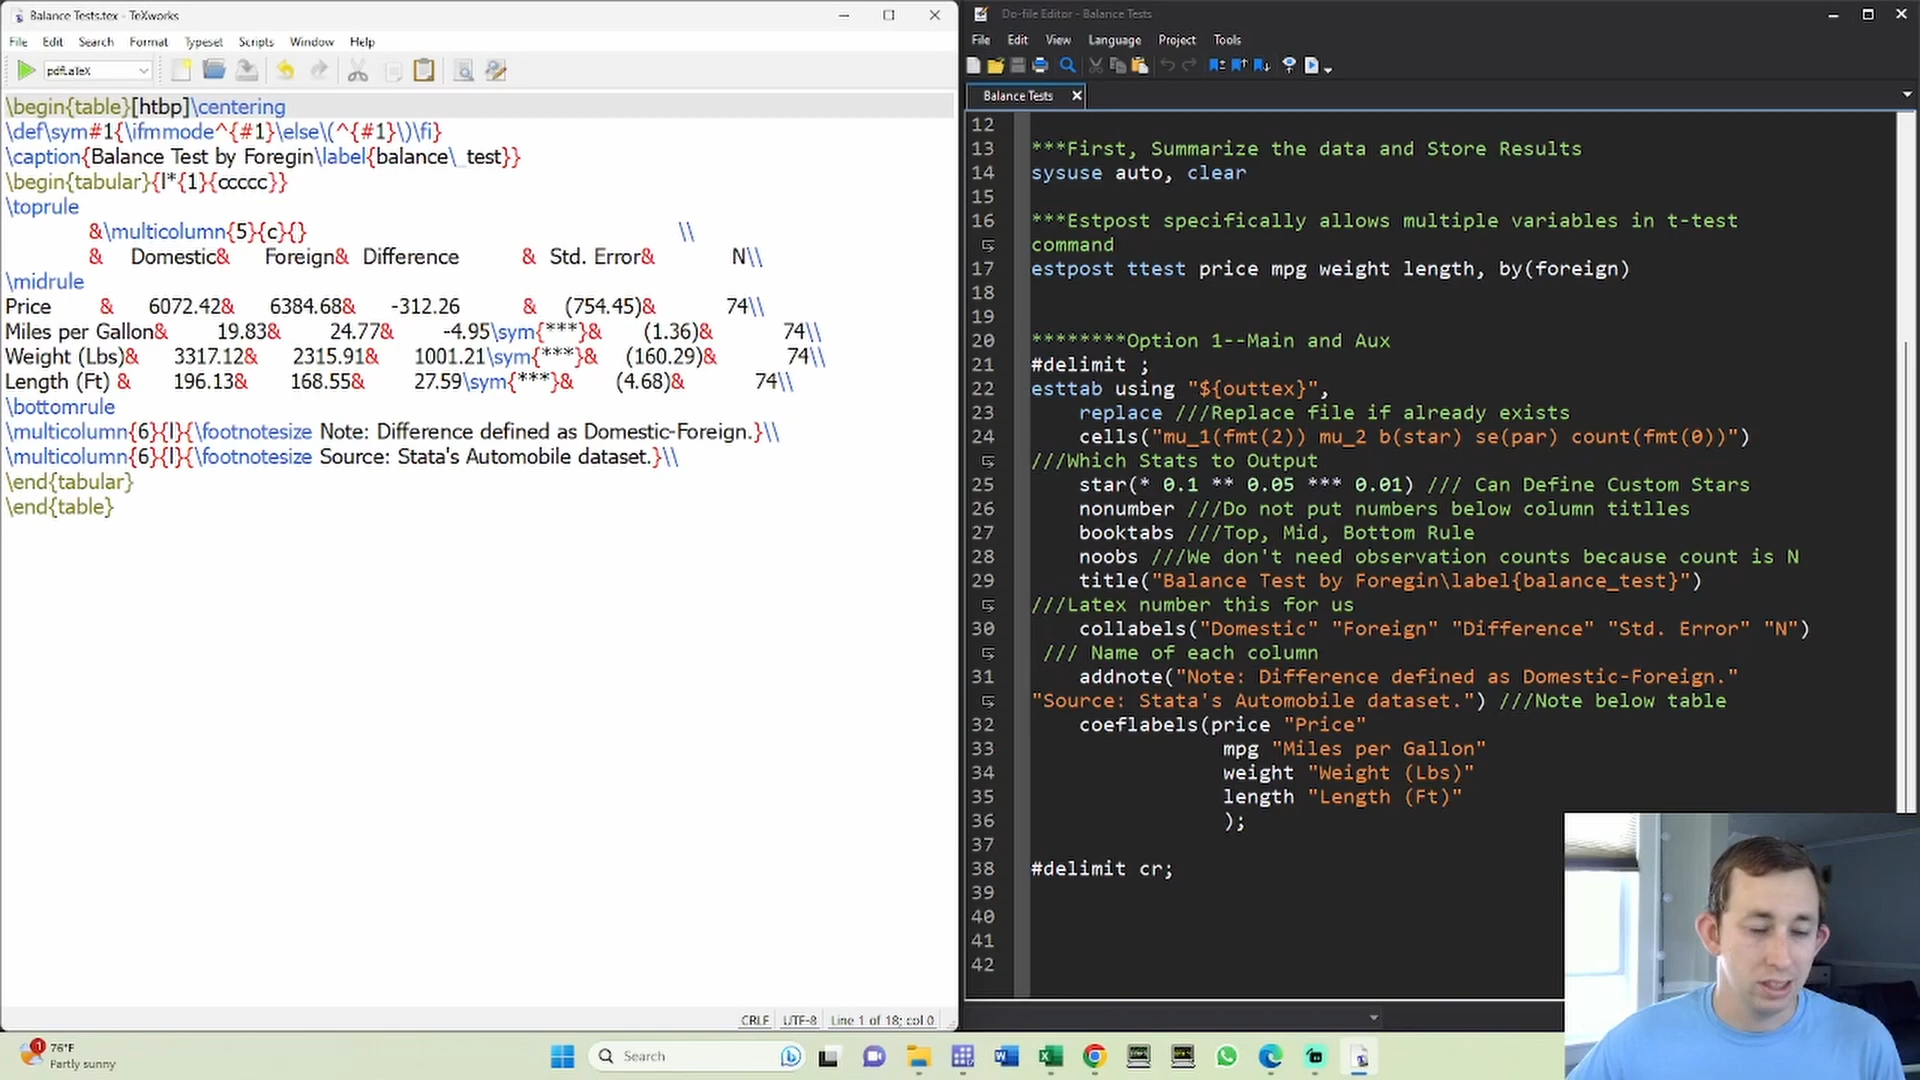 Balance Tests.tex - TeXworks
File Edit Search Format Typeset Scripts Window Help
pdfLaTeX
\begin{table}[htbp]\centering
\def\sym#1{\ifmmode^{#1}\else\(^{#1}\)\fi}
\caption{Balance Test by Foregin\label{balance\_test}}
\begin{tabular}{l*{1}{ccccc}}
\toprule
&\multicolumn{5}{c}{} \\
& Domestic& Foreign& Difference & Std. Error& N\\
\midrule
Price & 6072.42& 6384.68& -312.26 & (754.45)& 74\\
Miles per Gallon& 19.83& 24.77& -4.95\sym{***}& (1.36)& 74\\
Weight (Lbs)& 3317.12& 2315.91& 1001.21\sym{***}& (160.29)& 74\\
Length (Ft) & 196.13& 168.55& 27.59\sym{***}& (4.68)& 74\\
\bottomrule
\multicolumn{6}{l}{\footnotesize Note: Difference defined as Domestic-Foreign.}\\
\multicolumn{6}{l}{\footnotesize Source: Stata's Automobile dataset.}\\
\end{tabular}
\end{table}
CRLF UTF-8 Line 1 of 18; col 0
Do-file Editor - Balance Tests
File Edit View Language Project Tools
Balance Tests
12
13 ***First, Summarize the data and Store Results
14 sysuse auto, clear
15
16 ***Estpost specifically allows multiple variables in t-test
command
17 estpost ttest price mpg weight length, by(foreign)
18
19
20 ********Option 1--Main and Aux
21 #delimit ;
22 esttab using "${outtex}",
23 replace ///Replace file if already exists
24 cells("mu_1(fmt(2)) mu_2 b(star) se(par) count(fmt(0))")
///Which Stats to Output
25 star(* 0.1 ** 0.05 *** 0.01) /// Can Define Custom Stars
26 nonumber ///Do not put numbers below column titlles
27 booktabs ///Top, Mid, Bottom Rule
28 noobs ///We don't need observation counts because count is N
29 title("Balance Test by Foregin\label{balance_test}")
///Latex number this for us
30 collabels("Domestic" "Foreign" "Difference" "Std. Error" "N")
/// Name of each column
31 addnote("Note: Difference defined as Domestic-Foreign."
"Source: Stata's Automobile dataset.") ///Note below table
32 coeflabels(price "Price"
33 mpg "Miles per Gallon"
34 weight "Weight (Lbs)"
35 length "Length (Ft)"
36 );
37
38 #delimit cr;
39
40
41
42
1
76°F
Partly sunny
Search